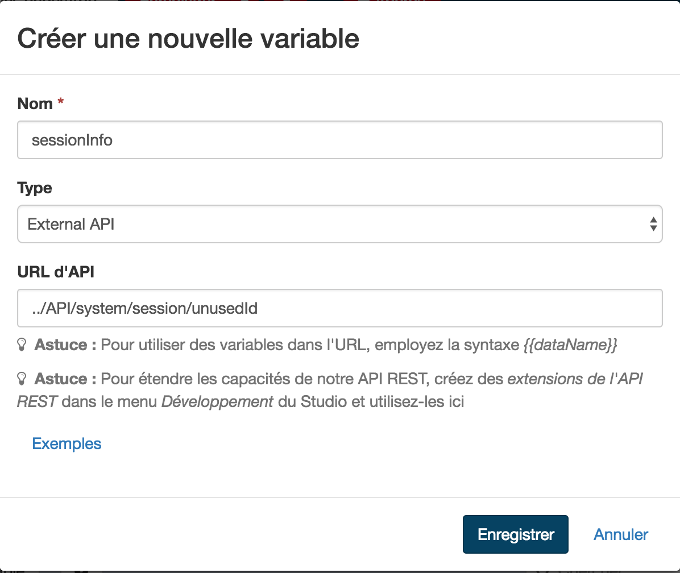 Créer une nouvelle variable
Nom *
sessionInfo
Type
External API
URL d'API
../API/system/session/unusedId
Astuce : Pour utiliser des variables dans l'URL, employez la syntaxe {{dataName}}
Astuce : Pour étendre les capacités de notre API REST, créez des extensions de l'API
REST dans le menu Développement du Studio et utilisez-les ici
Exemples
Enregistrer Annuler